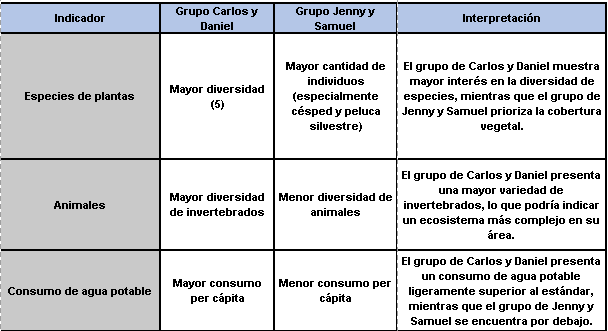 Indicador
Grupo Carlos y
Daniel
Grupo Jenny y
Samuel
Interpretación
Especies de plantas
Mayor diversidad
(5)
Mayor cantidad de
individuos
(especialmente
césped y peluca
silvestre)
El grupo de Carlos y Daniel muestra
mayor interés en la diversidad de
especies, mientras que el grupo de
Jenny y Samuel prioriza la cobertura
vegetal.
Animales
Mayor diversidad
de invertebrados
Menor diversidad de
animales
El grupo de Carlos y Daniel presenta
una mayor variedad de
invertebrados, lo que podría indicar
un ecosistema más complejo en su
área.
Consumo de agua potable
Mayor consumo
per cápita
Menor consumo per
cápita
El grupo de Carlos y Daniel presenta
un consumo de agua potable
ligeramente superior al estándar,
mientras que el grupo de Jenny y
Samuel se encuentra por debajo.